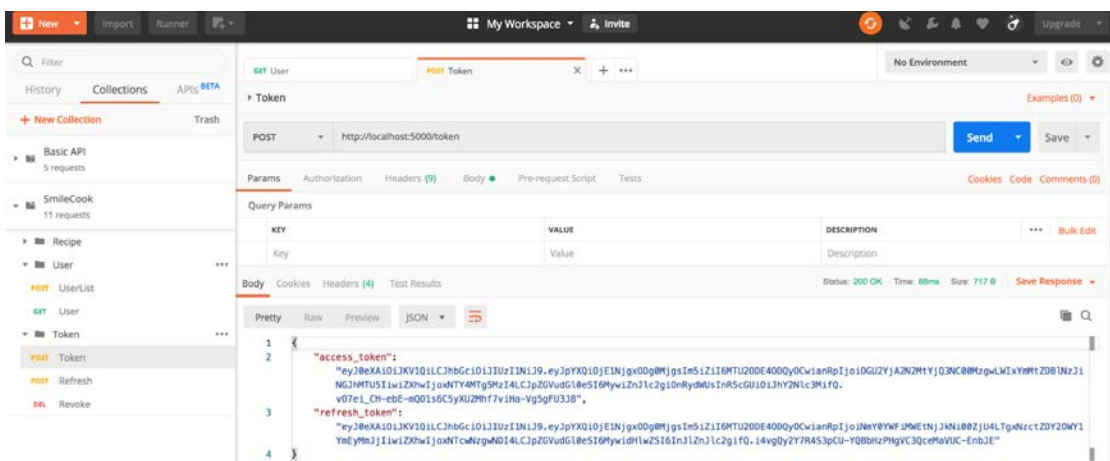 New Import Runner My Workspace Invite Upgrade
Filter
History Collections APIs BETA
+ New Collection Trash
Basic API
5 requests
SmileCook
11 requests
Recipe
User
POST UserList
GET User
Token
POST Token
POST Refresh
DEL Revoke
GET User POST Token No Environment
Token Examples (0)
POST http://localhost:5000/token Send Save
Params Authorization Headers (9) Body Pre-request Script Tests Cookies Code Comments (0)
Query Params
KEY VALUE DESCRIPTION Bulk Edit
Key Value Description
Body Cookies Headers (4) Test Results Status: 200 OK Time: 88ms Size: 717 B Save Response
Pretty Raw Preview JSON
1 {
2 "access_token":
3 "refresh_token":
4 }